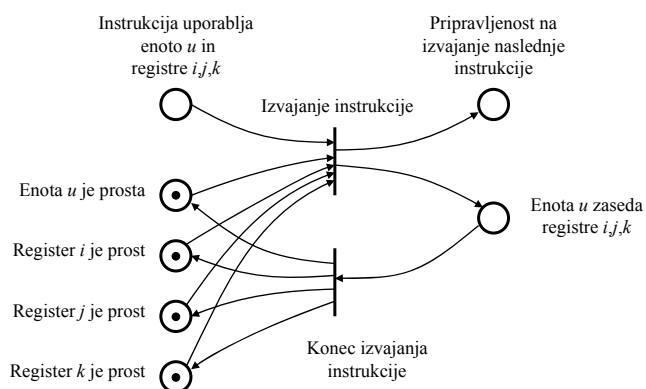 Instrukcija uporablja
enoto u in
registre i,j,k
Pripravljenost na
izvajanje naslednje
instrukcije
Izvajanje instrukcije
Enota u je prosta
Enota u zaseda
registre i,j,k
Register i je prost
Register j je prost
Register k je prost
Konec izvajanja
instrukcije